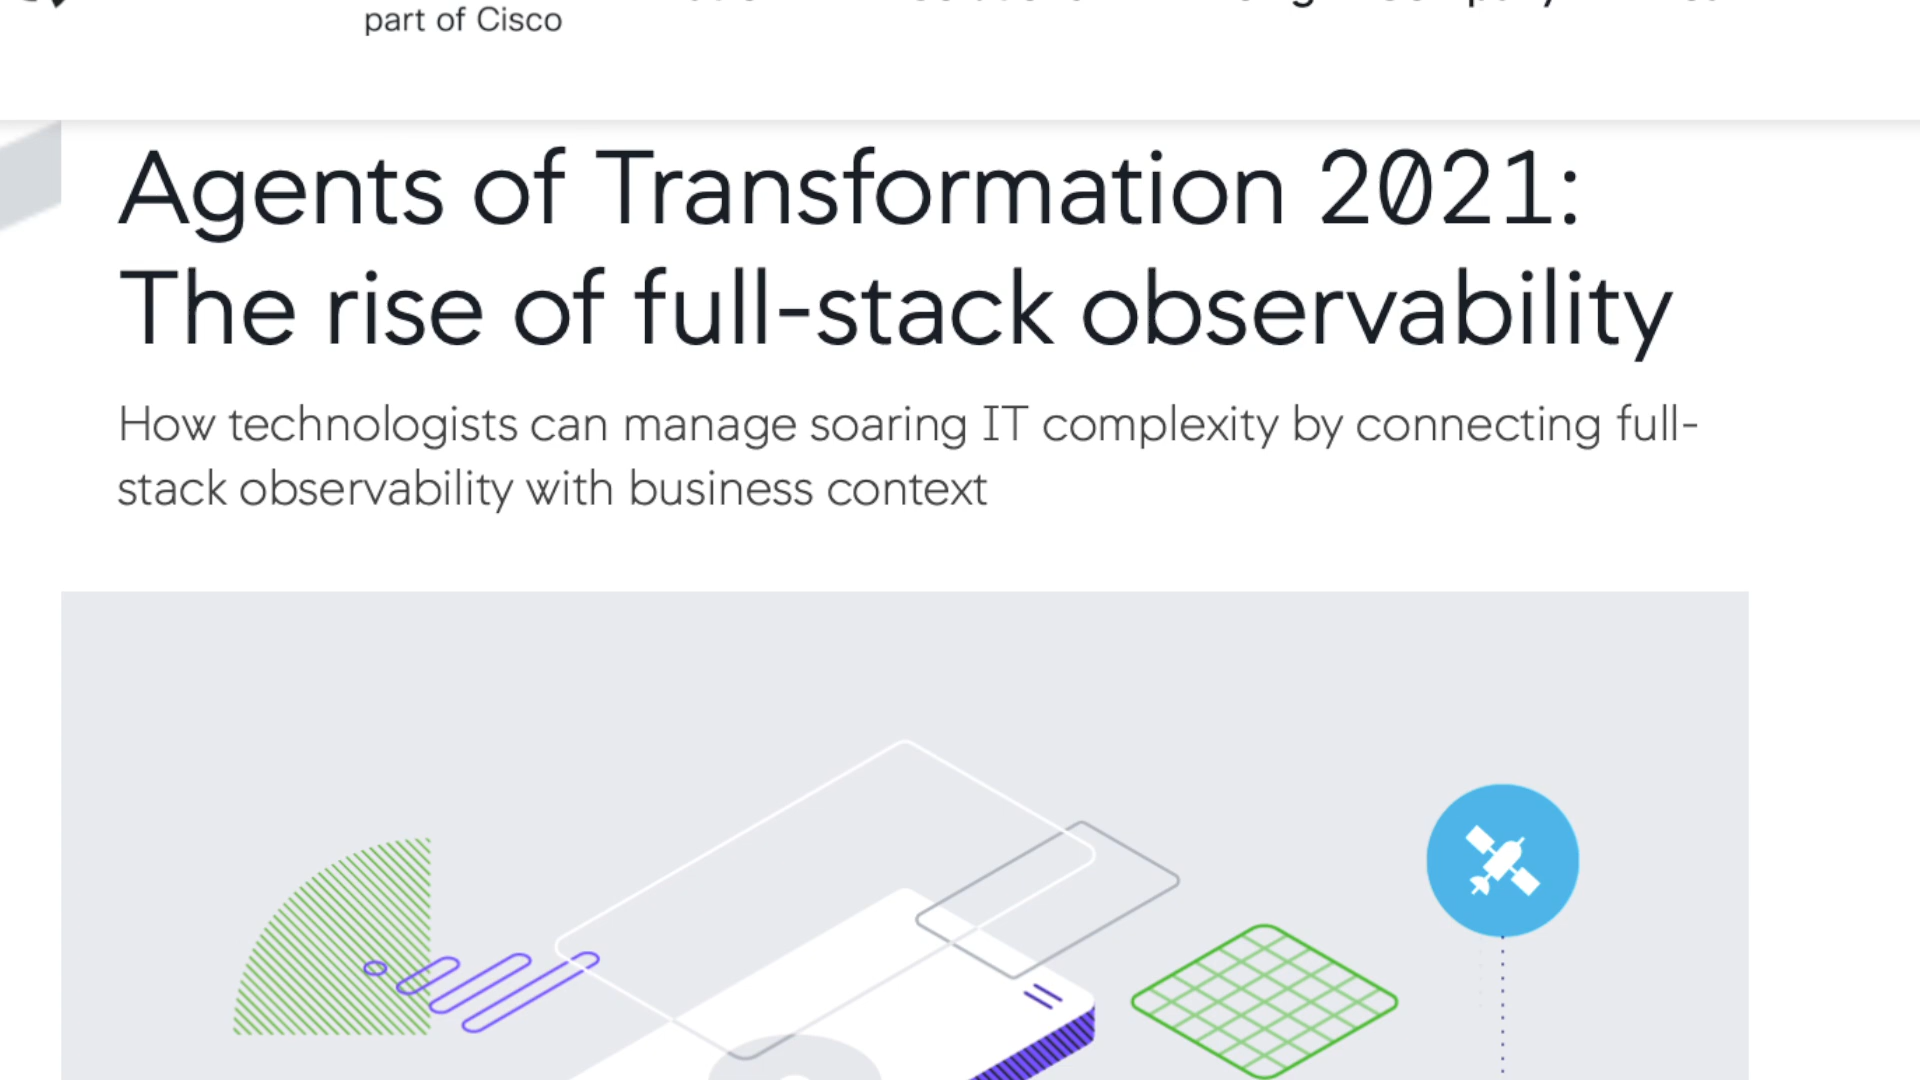 part of Cisco
Agents of Transformation 2021:
The rise of full-stack observability
How technologists can manage soaring IT complexity by connecting full-
stack observability with business context